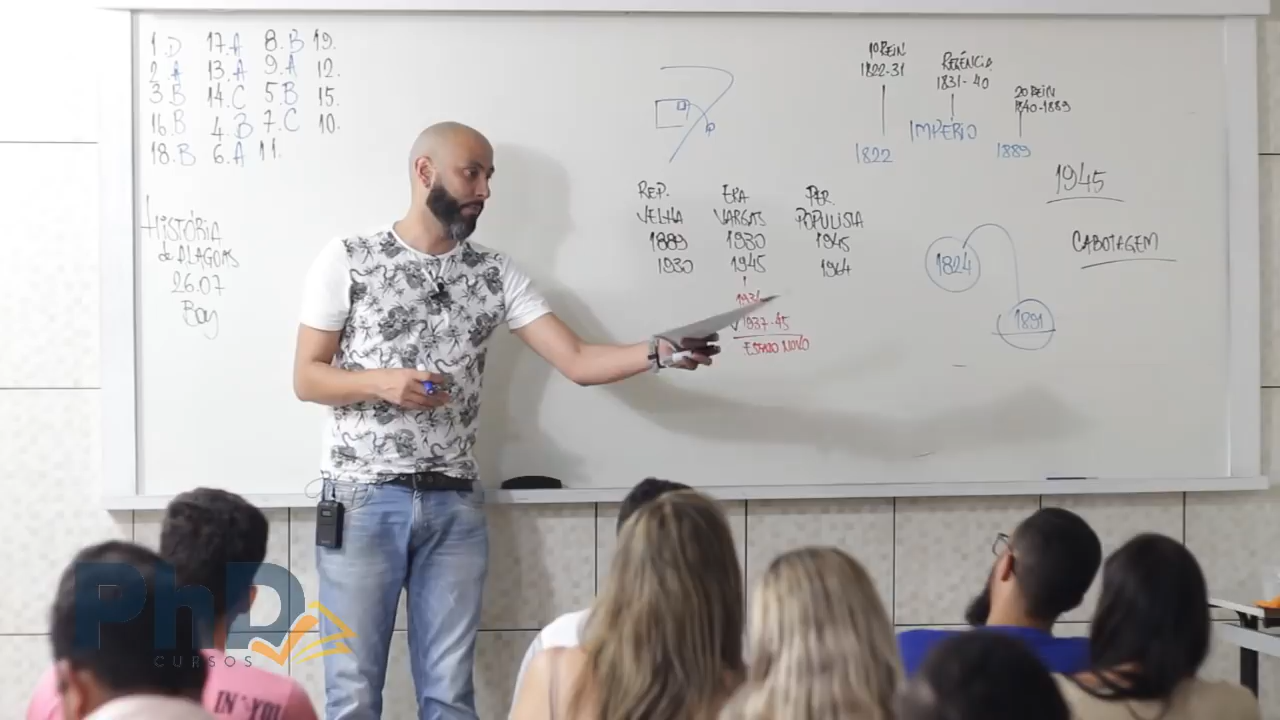 1.D 17.A 8.B 19.
2.A 13.A 9.A 12.
3.B 14.C 5.B 15.
16.B 4.B 7.C 10.
18.B 6.A 11.
HISTÓRIA
de ALAGOAS
26.07
Boy
REP.
VELHA
1889
1930
ERA
VARGAS
1930
1945
1937-45
ESTADO NOVO
PER.
POPULISTA
1945
1964
1º REIN
1822-31
REGÊNCIA
1831-40
2º REIN
1840-1889
1822
IMPÉRIO
1889
1945
CABOTAGEM
1824
1891
PhD
CURSOS
IN YOU